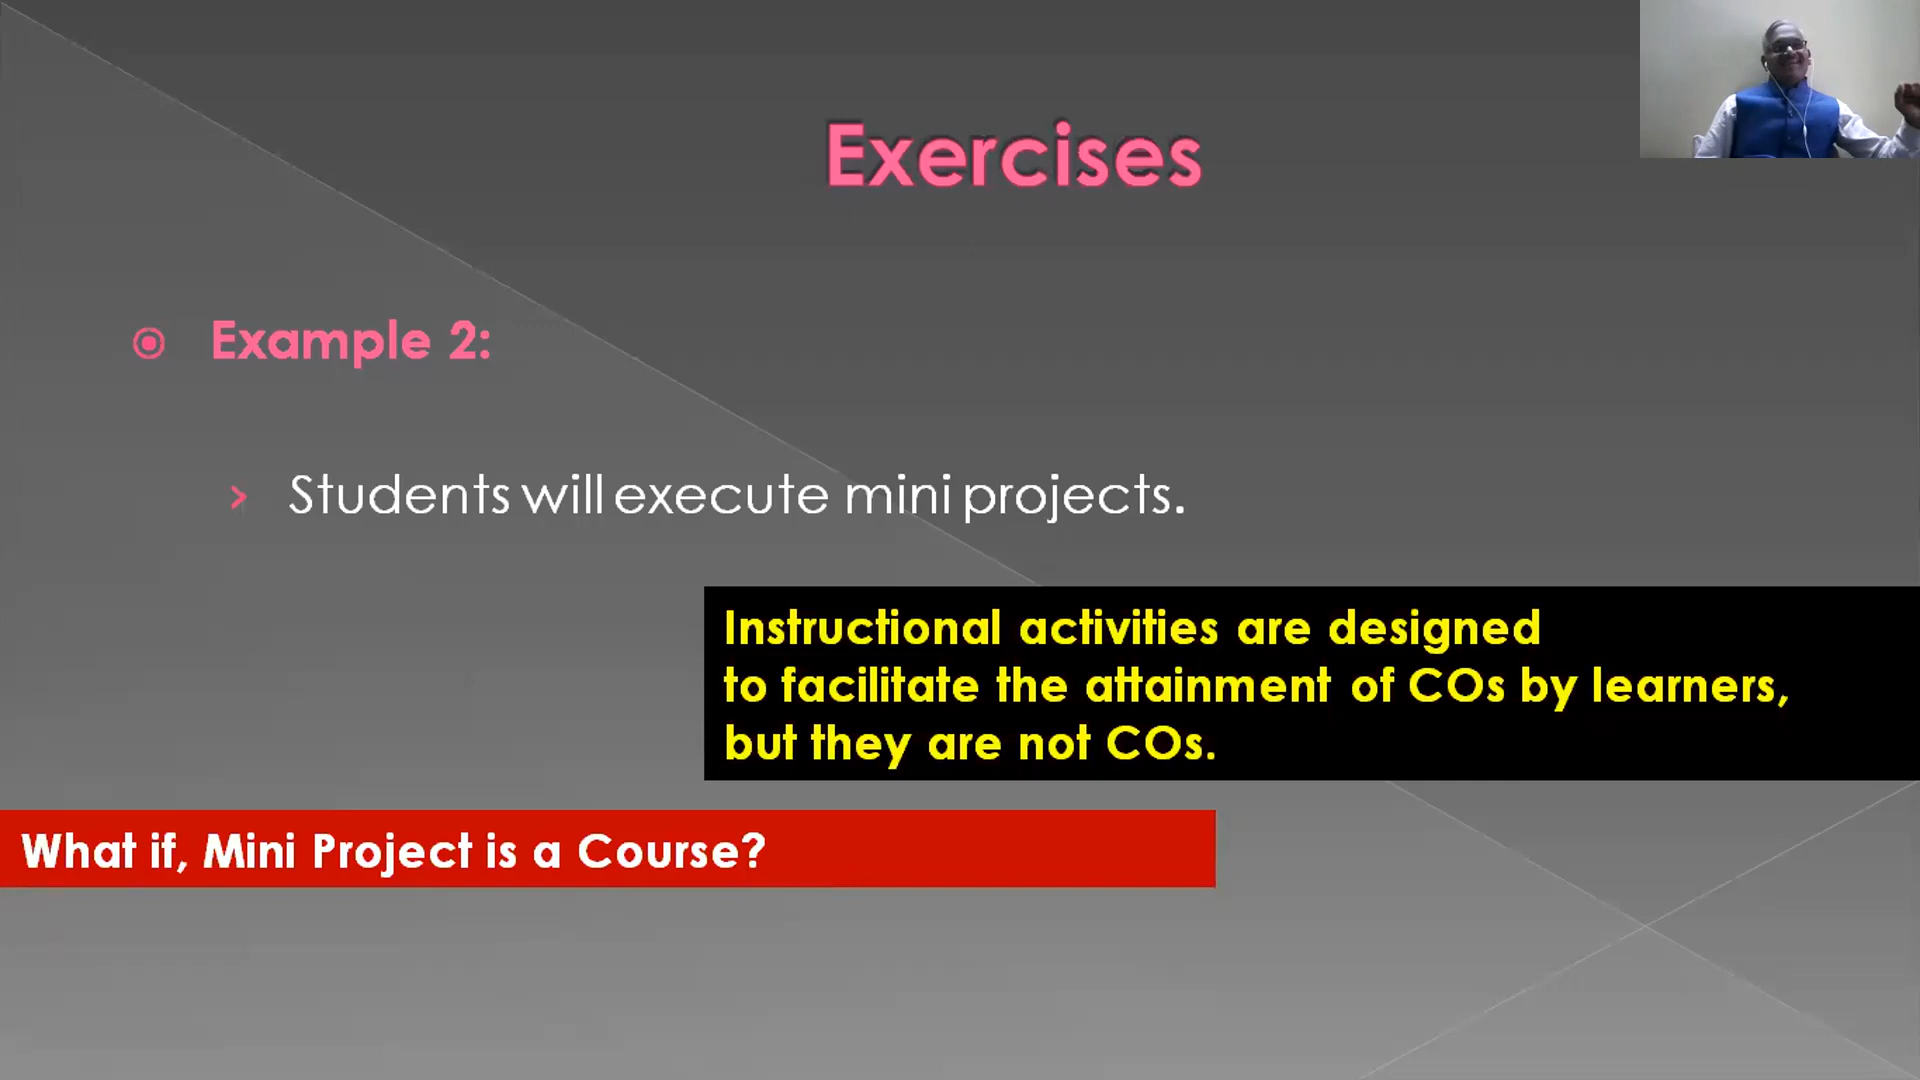 Exercises
Example 2:
Students will execute mini projects.
Instructional activities are designed
to facilitate the attainment of COs by learners,
but they are not COs.
What if, Mini Project is a Course?